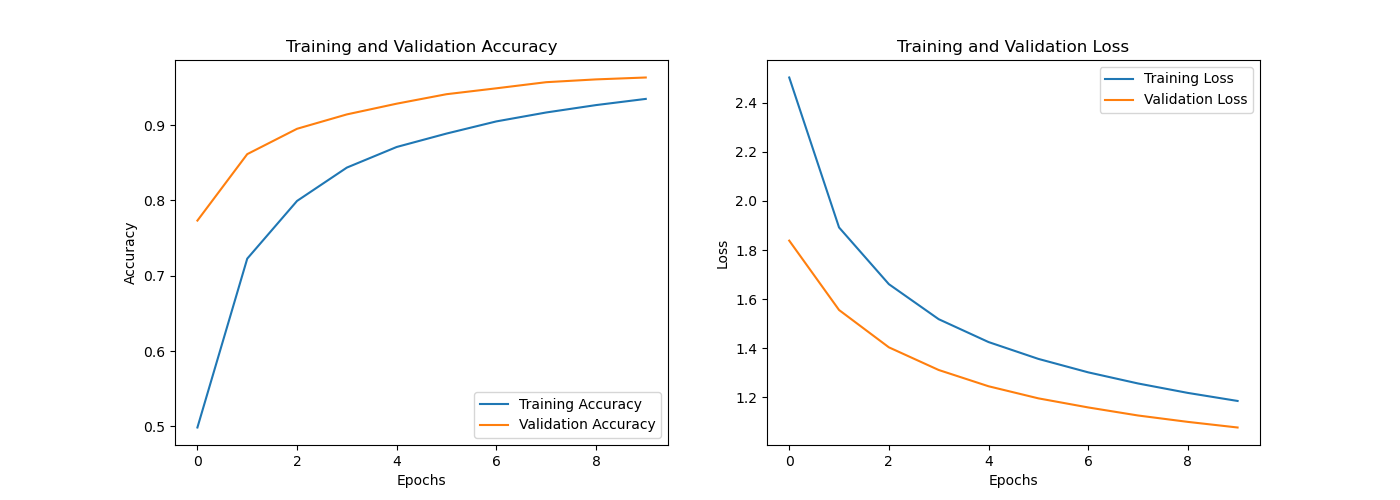 Training and Validation Accuracy
Accuracy
0.9
0.8
0.7
0.6
0.5
Training Accuracy
Validation Accuracy
0 2 4 6 8
Epochs
Training and Validation Loss
Loss
2.4
2.2
2.0
1.8
1.6
1.4
1.2
Training Loss
Validation Loss
0 2 4 6 8
Epochs